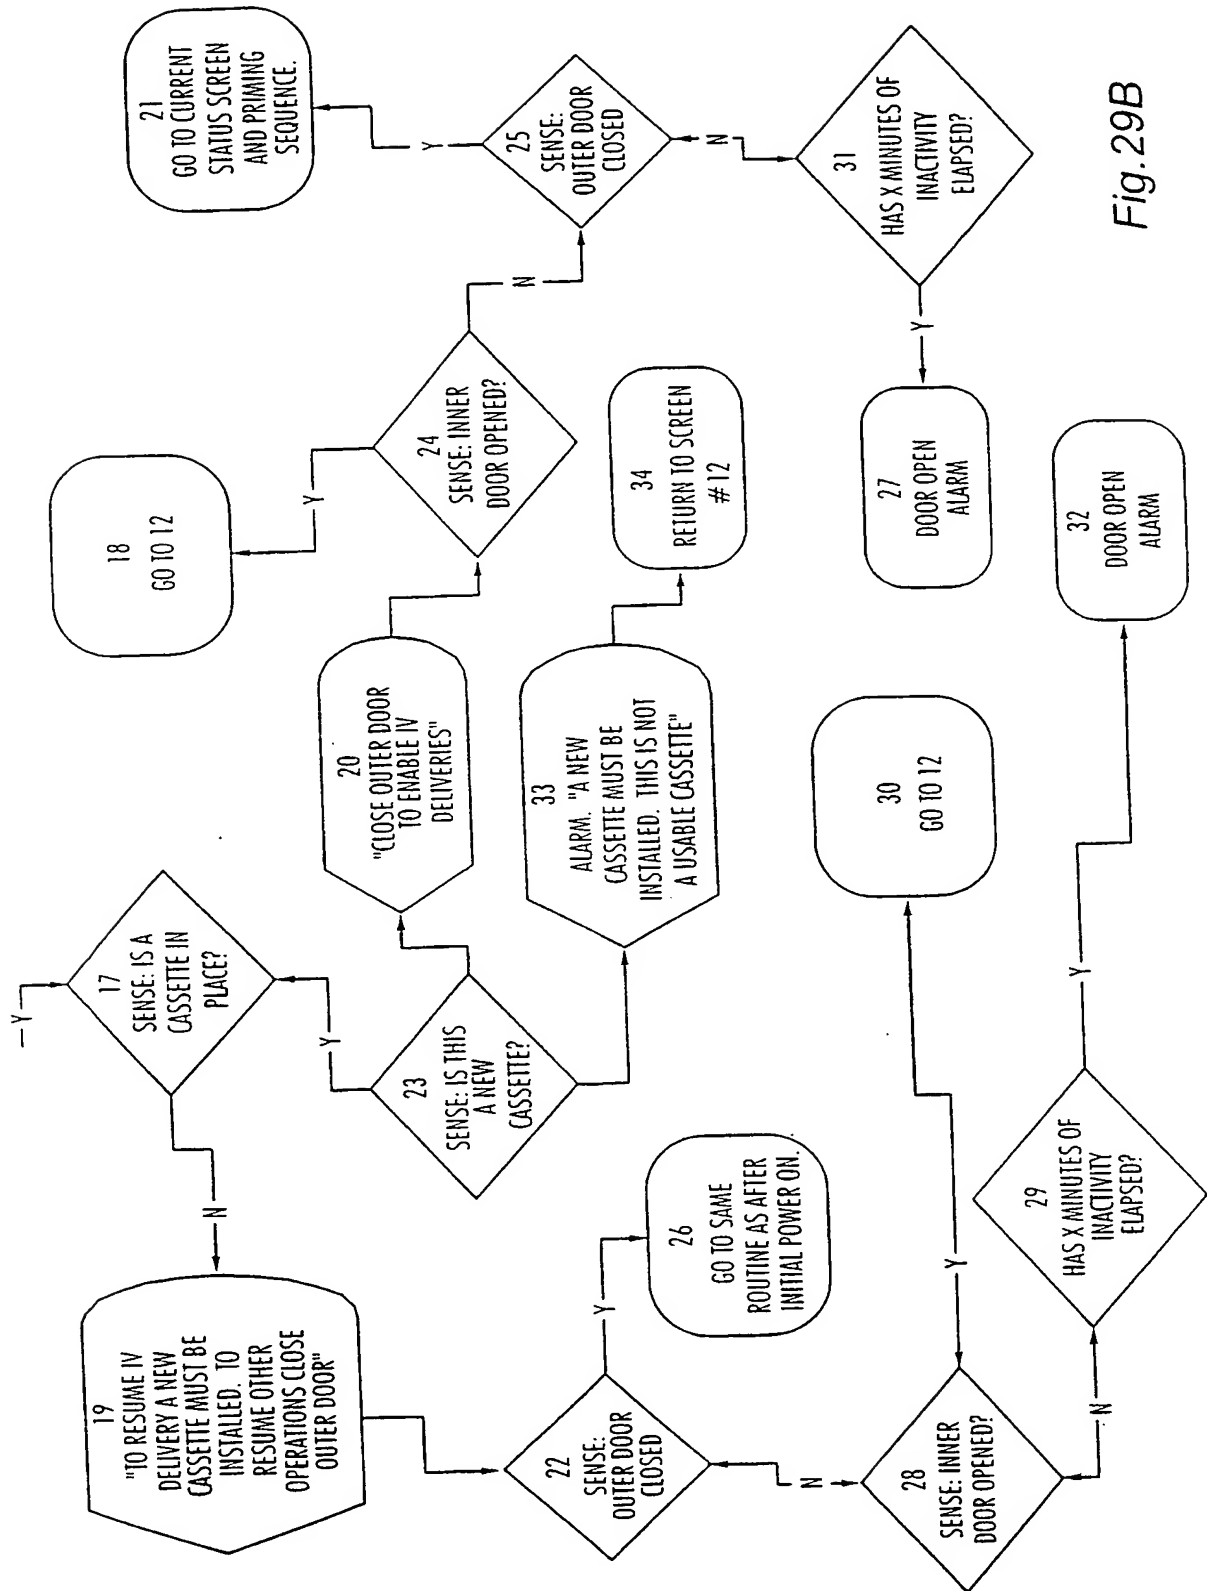 – Y
17
SENSE: IS A
CASSETTE IN
PLACE?
N
Y
19
"TO RESUME IV
DELIVERY A NEW
CASSETTE MUST BE
INSTALLED. TO
RESUME OTHER
OPERATIONS CLOSE
OUTER DOOR"
23
SENSE: IS THIS
A NEW
CASSETTE?
20
"CLOSE OUTER DOOR
TO ENABLE IV
DELIVERIES"
18
GO TO 12
Y
24
SENSE: INNER
DOOR OPENED?
N
21
GO TO CURRENT
STATUS SCREEN
AND PRIMING
SEQUENCE.
Y
25
SENSE:
OUTER DOOR
CLOSED
N
22
SENSE:
OUTER DOOR
CLOSED
Y
26
GO TO SAME
ROUTINE AS AFTER
INITIAL POWER ON.
33
ALARM. "A NEW
CASSETTE MUST BE
INSTALLED. THIS IS NOT
A USABLE CASSETTE"
34
RETURN TO SCREEN
#12
31
HAS X MINUTES OF
INACTIVITY
ELAPSED?
Y
27
DOOR OPEN
ALARM
N
28
SENSE: INNER
DOOR OPENED?
Y
30
GO TO 12
N
29
HAS X MINUTES OF
INACTIVITY
ELAPSED?
Y
32
DOOR OPEN
ALARM
Fig.29B